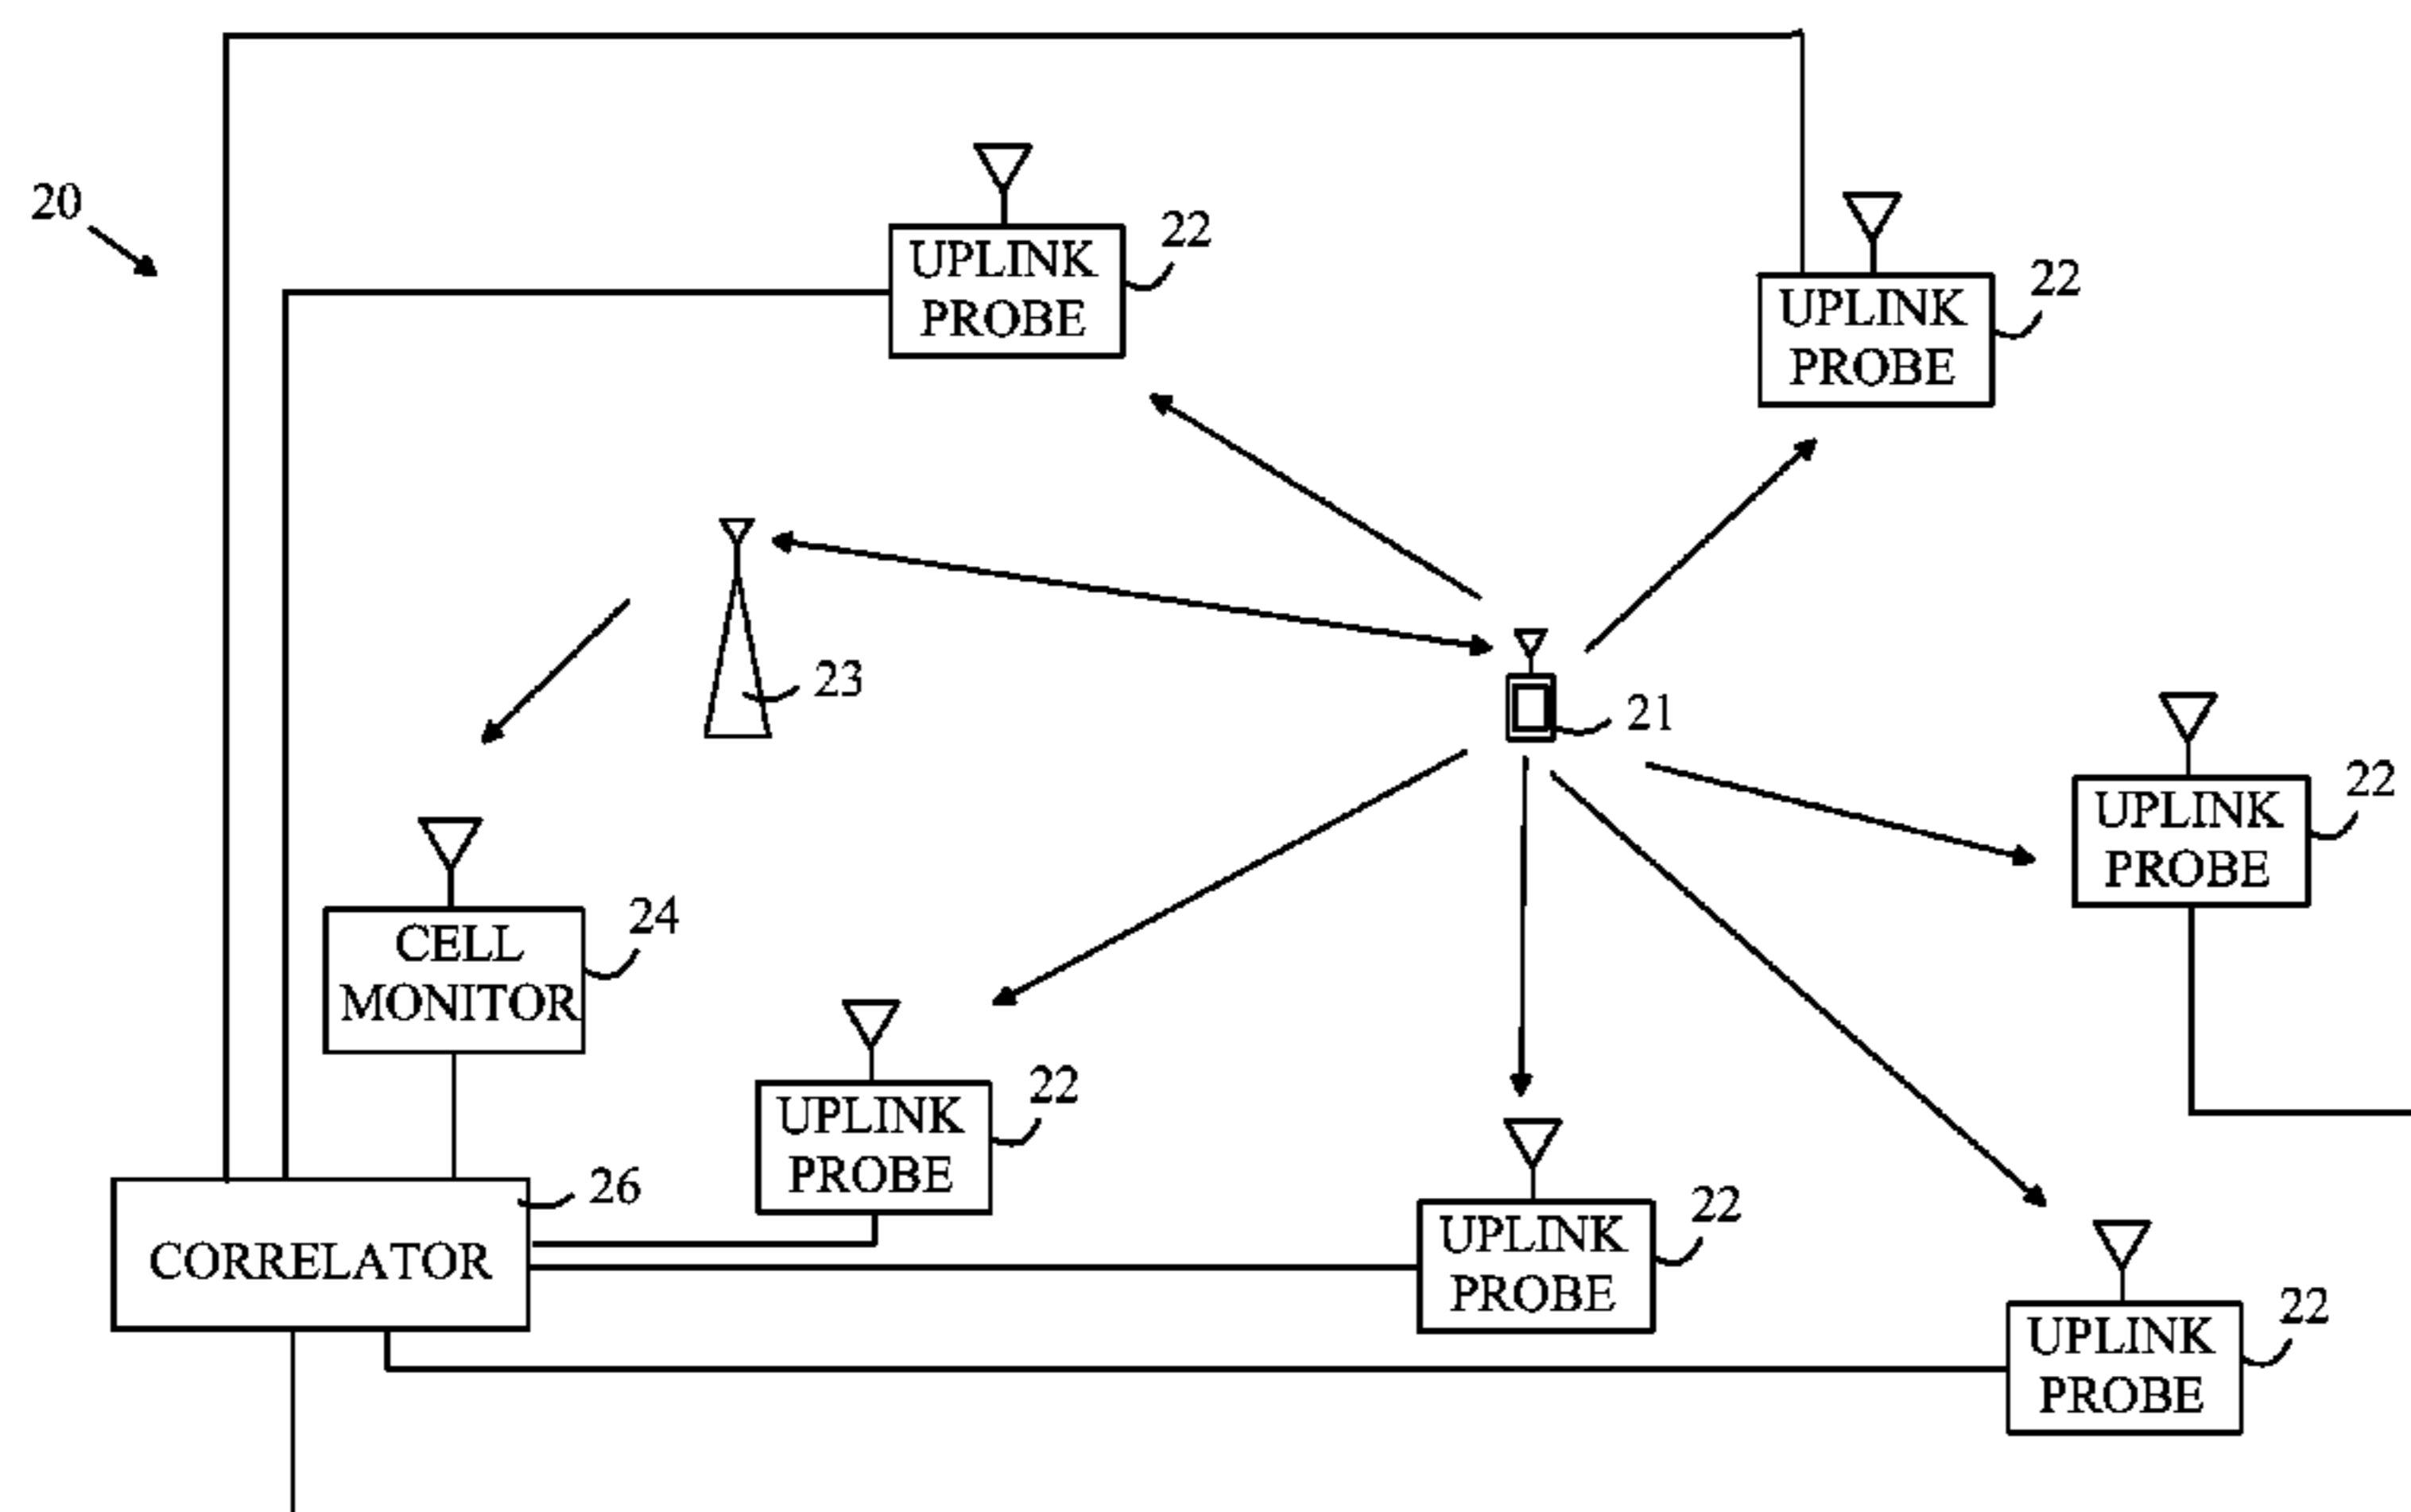 20
UPLINK
PROBE
22
UPLINK
PROBE
22
23
21
UPLINK
PROBE
22
CELL
MONITOR
24
UPLINK
PROBE
22
CORRELATOR
26
UPLINK
PROBE
22
UPLINK
PROBE
22